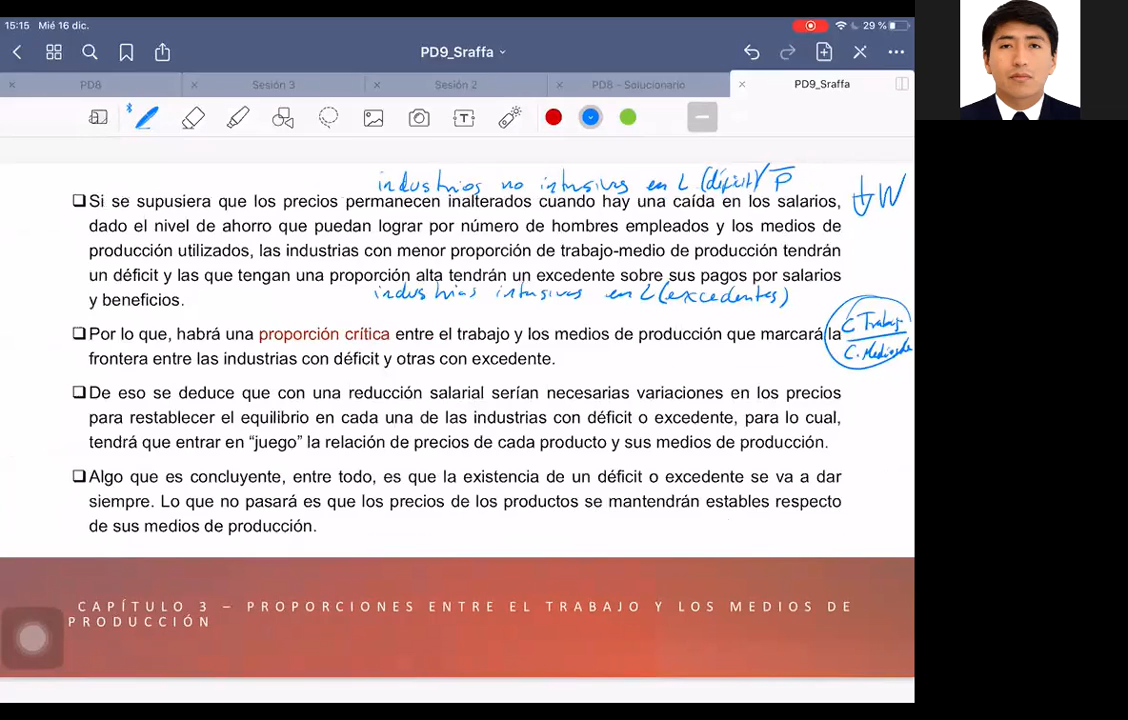 15:15 Mié 16 dic.
29 %
PD9_Sraffa
PD8
Sesión 3
Sesión 2
PD8 - Solucionario
PD9_Sraffa
industrias no intensivas en L (déficit) / P
Si se supusiera que los precios permanecen inalterados cuando hay una caída en los salarios,
↓W
dado el nivel de ahorro que puedan lograr por número de hombres empleados y los medios de
producción utilizados, las industrias con menor proporción de trabajo-medio de producción tendrán
un déficit y las que tengan una proporción alta tendrán un excedente sobre sus pagos por salarios
industrias intensivas en L (excedentes)
y beneficios.
C Trabajo
Por lo que, habrá una proporción crítica entre el trabajo y los medios de producción que marcará la
C. Medios de
frontera entre las industrias con déficit y otras con excedente.
De eso se deduce que con una reducción salarial serían necesarias variaciones en los precios
para restablecer el equilibrio en cada una de las industrias con déficit o excedente, para lo cual,
tendrá que entrar en “juego” la relación de precios de cada producto y sus medios de producción.
Algo que es concluyente, entre todo, es que la existencia de un déficit o excedente se va a dar
siempre. Lo que no pasará es que los precios de los productos se mantendrán estables respecto
de sus medios de producción.
CAPÍTULO 3 – PROPORCIONES ENTRE EL TRABAJO Y LOS MEDIOS DE
PRODUCCIÓN